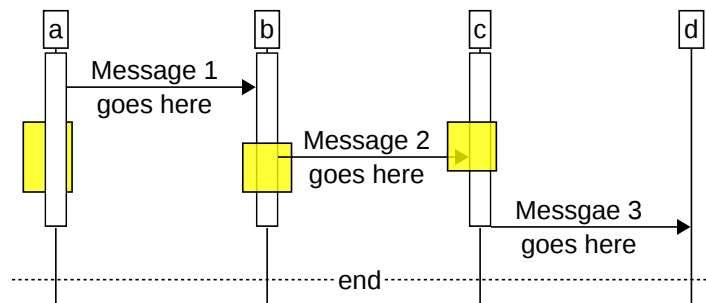 a
b
c
d
Message 1
goes here
Message 2
goes here
Messgae 3
goes here
end